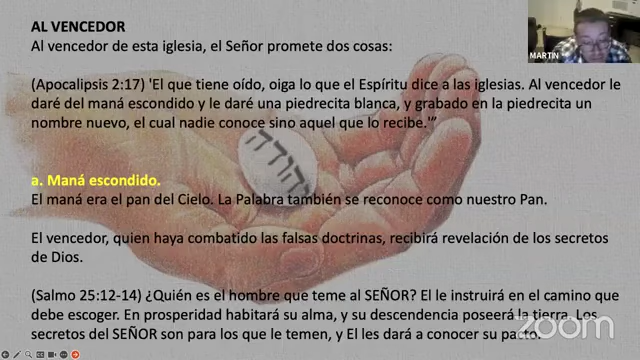 AL VENCEDOR
Al vencedor de esta iglesia, el Señor promete dos cosas:
(Apocalipsis 2:17) 'El que tiene oído, oiga lo que el Espíritu dice a las iglesias. Al vencedor le
daré del maná escondido y le daré una piedrecita blanca, y grabado en la piedrecita un
nombre nuevo, el cual nadie conoce sino aquel que lo recibe.'”
a. Maná escondido.
El maná era el pan del Cielo. La Palabra también se reconoce como nuestro Pan.
El vencedor, quien haya combatido las falsas doctrinas, recibirá revelación de los secretos
de Dios.
(Salmo 25:12-14) ¿Quién es el hombre que teme al SEÑOR? El le instruirá en el camino que
debe escoger. En prosperidad habitará su alma, y su descendencia poseerá la tierra. Los
secretos del SEÑOR son para los que le temen, y El les dará a conocer su pacto.
MARTIN
zoom